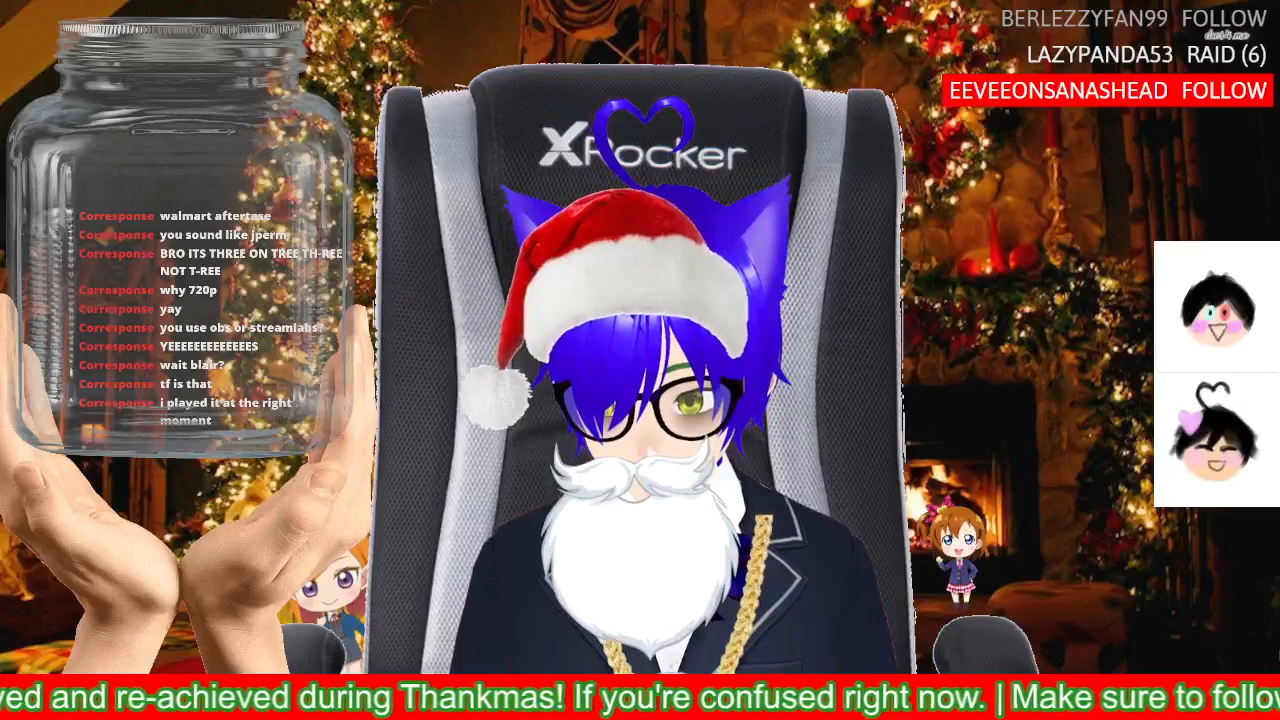 BERLEZZYFAN99 FOLLOW
LAZYPANDA53 RAID (6)
EEVEEONSANASHEAD FOLLOW
XRocker
Corresponse walmart aftertase
Corresponse you sound like jperm
Corresponse BRO ITS THREE ON TREE TH-REE
NOT T-REE
Corresponse why 720p
Corresponse yay
Corresponse you use obs or streamlabs?
Corresponse YEEEEEEEEEEEES
Corresponse wait blair?
Corresponse tf is that
Corresponse i played it at the right
moment
ved and re-achieved during Thankmas! If you're confused right now. | Make sure to follow